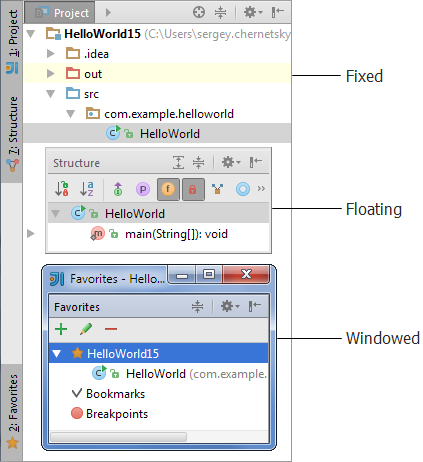 1: Project
7: Structure
2: Favorites
Project
HelloWorld15 (C:\Users\sergey.chernetsky
.idea
out
src
com.example.helloworld
HelloWorld
Structure
HelloWorld
main(String[]): void
Favorites - Hello...
Favorites
HelloWorld15
HelloWorld (com.example.
Bookmarks
Breakpoints
Fixed
Floating
Windowed